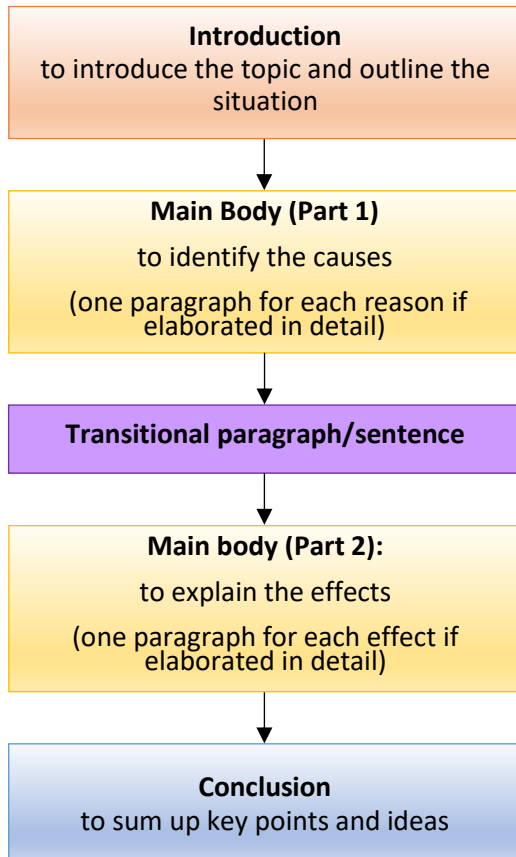 Introduction
to introduce the topic and outline the
situation
Main Body (Part 1)
to identify the causes
(one paragraph for each reason if
elaborated in detail)
Transitional paragraph/sentence
Main body (Part 2):
to explain the effects
(one paragraph for each effect if
elaborated in detail)
Conclusion
to sum up key points and ideas